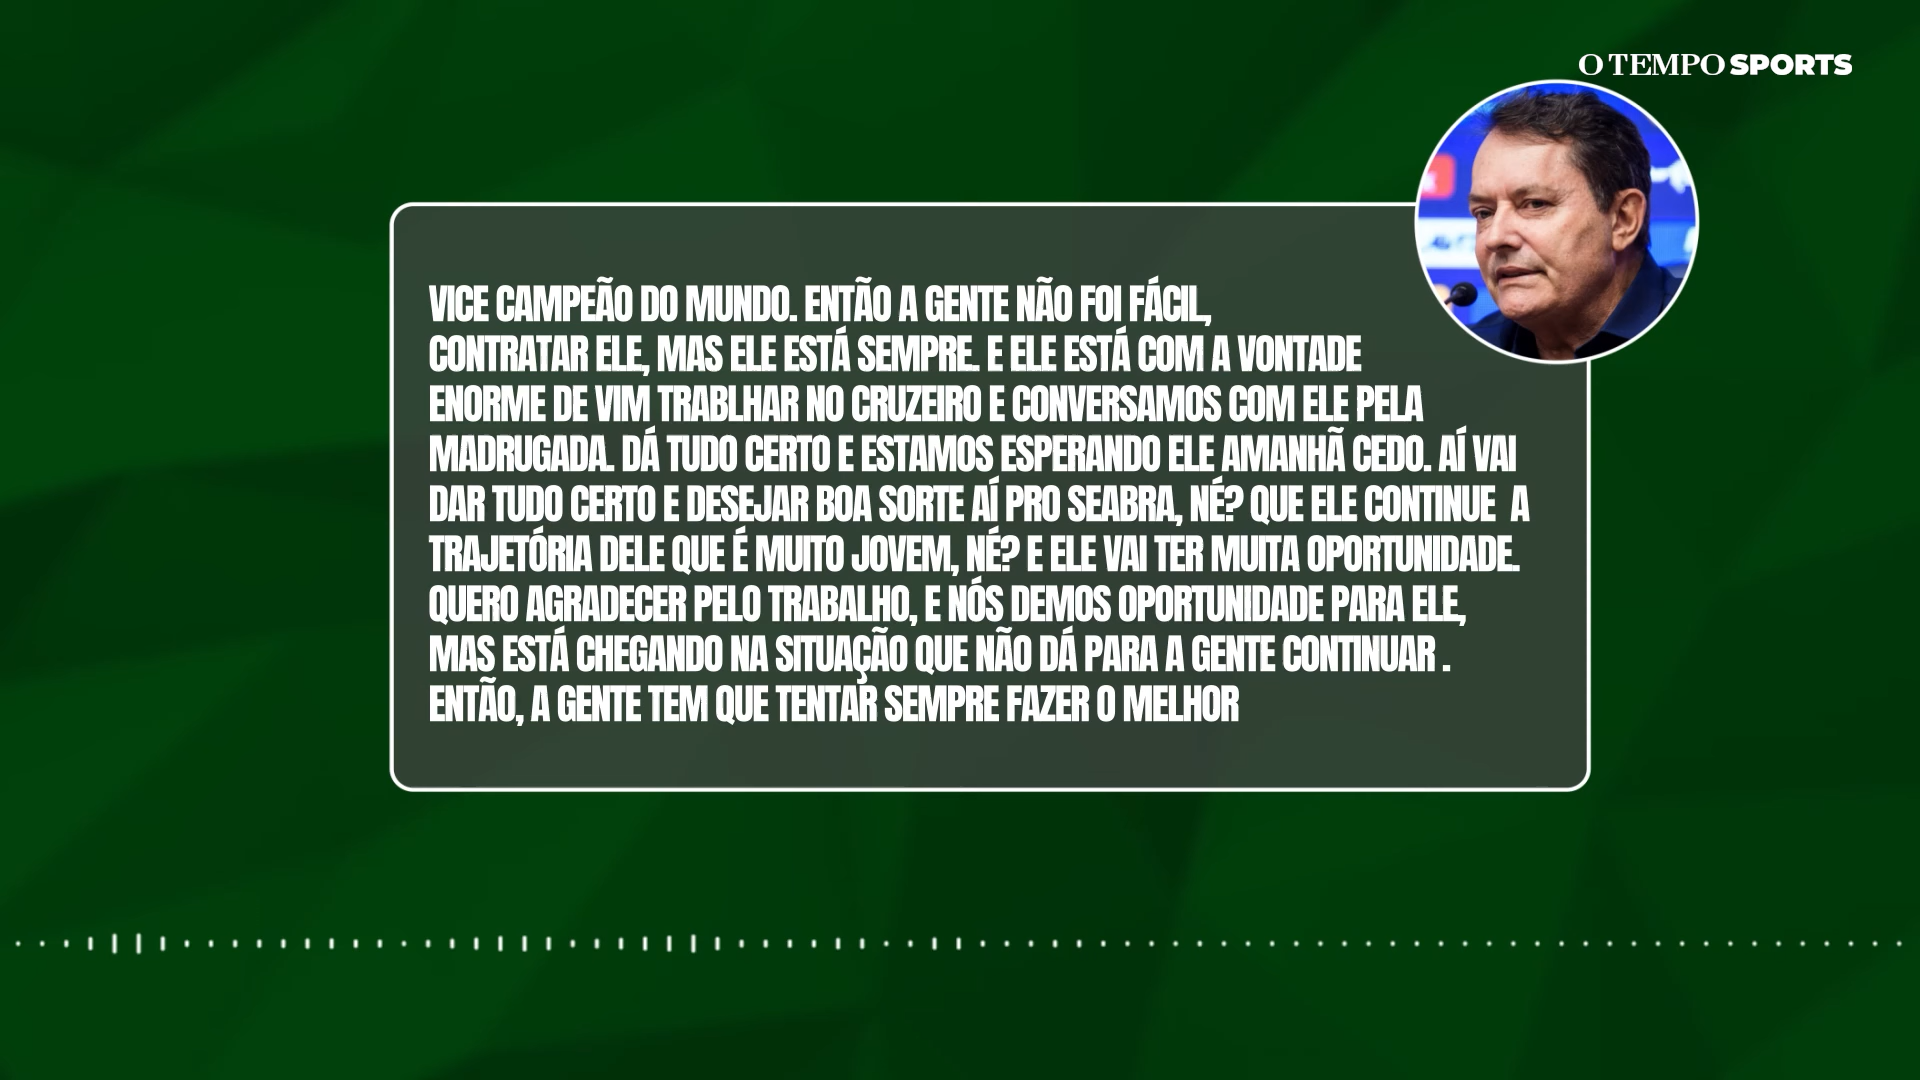 O TEMPO SPORTS
VICE CAMPEÃO DO MUNDO. ENTÃO A GENTE NÃO FOI FÁCIL,
CONTRATAR ELE, MAS ELE ESTÁ SEMPRE. E ELE ESTÁ COM A VONTADE
ENORME DE VIM TRABLHAR NO CRUZEIRO E CONVERSAMOS COM ELE PELA
MADRUGADA. DÁ TUDO CERTO E ESTAMOS ESPERANDO ELE AMANHÃ CEDO. AÍ VAI
DAR TUDO CERTO E DESEJAR BOA SORTE AÍ PRO SEABRA, NÉ? QUE ELE CONTINUE  A
TRAJETÓRIA DELE QUE É MUITO JOVEM, NÉ? E ELE VAI TER MUITA OPORTUNIDADE.
QUERO AGRADECER PELO TRABALHO, E NÓS DEMOS OPORTUNIDADE PARA ELE,
MAS ESTÁ CHEGANDO NA SITUAÇÃO QUE NÃO DÁ PARA A GENTE CONTINUAR .
ENTÃO, A GENTE TEM QUE TENTAR SEMPRE FAZER O MELHOR